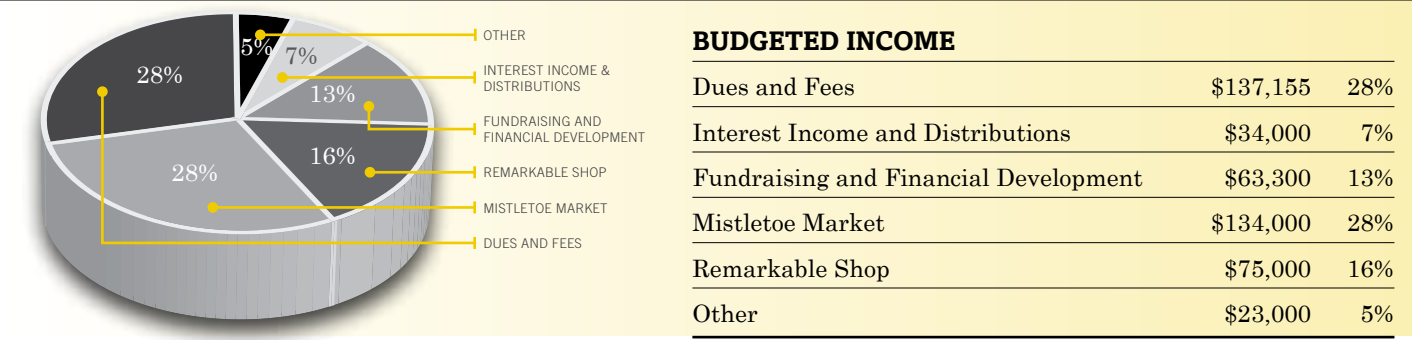 5%
7%
28%
13%
16%
28%
OTHER
INTEREST INCOME &
DISTRIBUTIONS
FUNDRAISING AND
FINANCIAL DEVELOPMENT
REMARKABLE SHOP
MISTLETOE MARKET
DUES AND FEES
BUDGETED INCOME
Dues and Fees $137,155 28%
Interest Income and Distributions $34,000 7%
Fundraising and Financial Development $63,300 13%
Mistletoe Market $134,000 28%
Remarkable Shop $75,000 16%
Other $23,000 5%